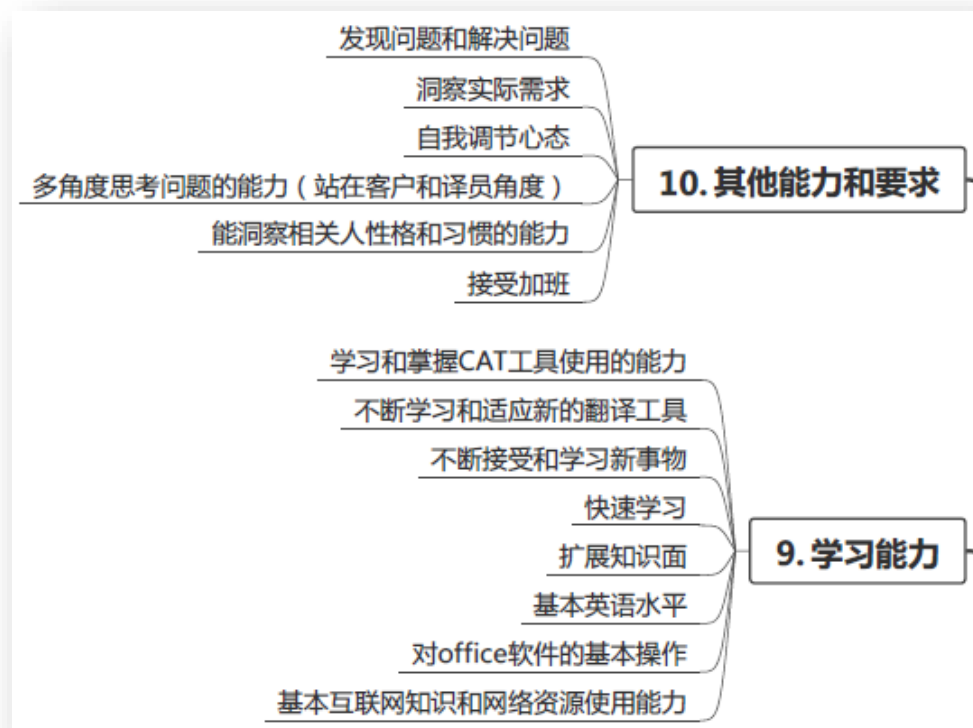 发现问题和解决问题
洞察实际需求
自我调节心态
多角度思考问题的能力（站在客户和译员角度）
能洞察相关人性格和习惯的能力
接受加班
10. 其他能力和要求
学习和掌握CAT工具使用的能力
不断学习和适应新的翻译工具
不断接受和学习新事物
快速学习
扩展知识面
基本英语水平
对office软件的基本操作
基本互联网知识和网络资源使用能力
9. 学习能力